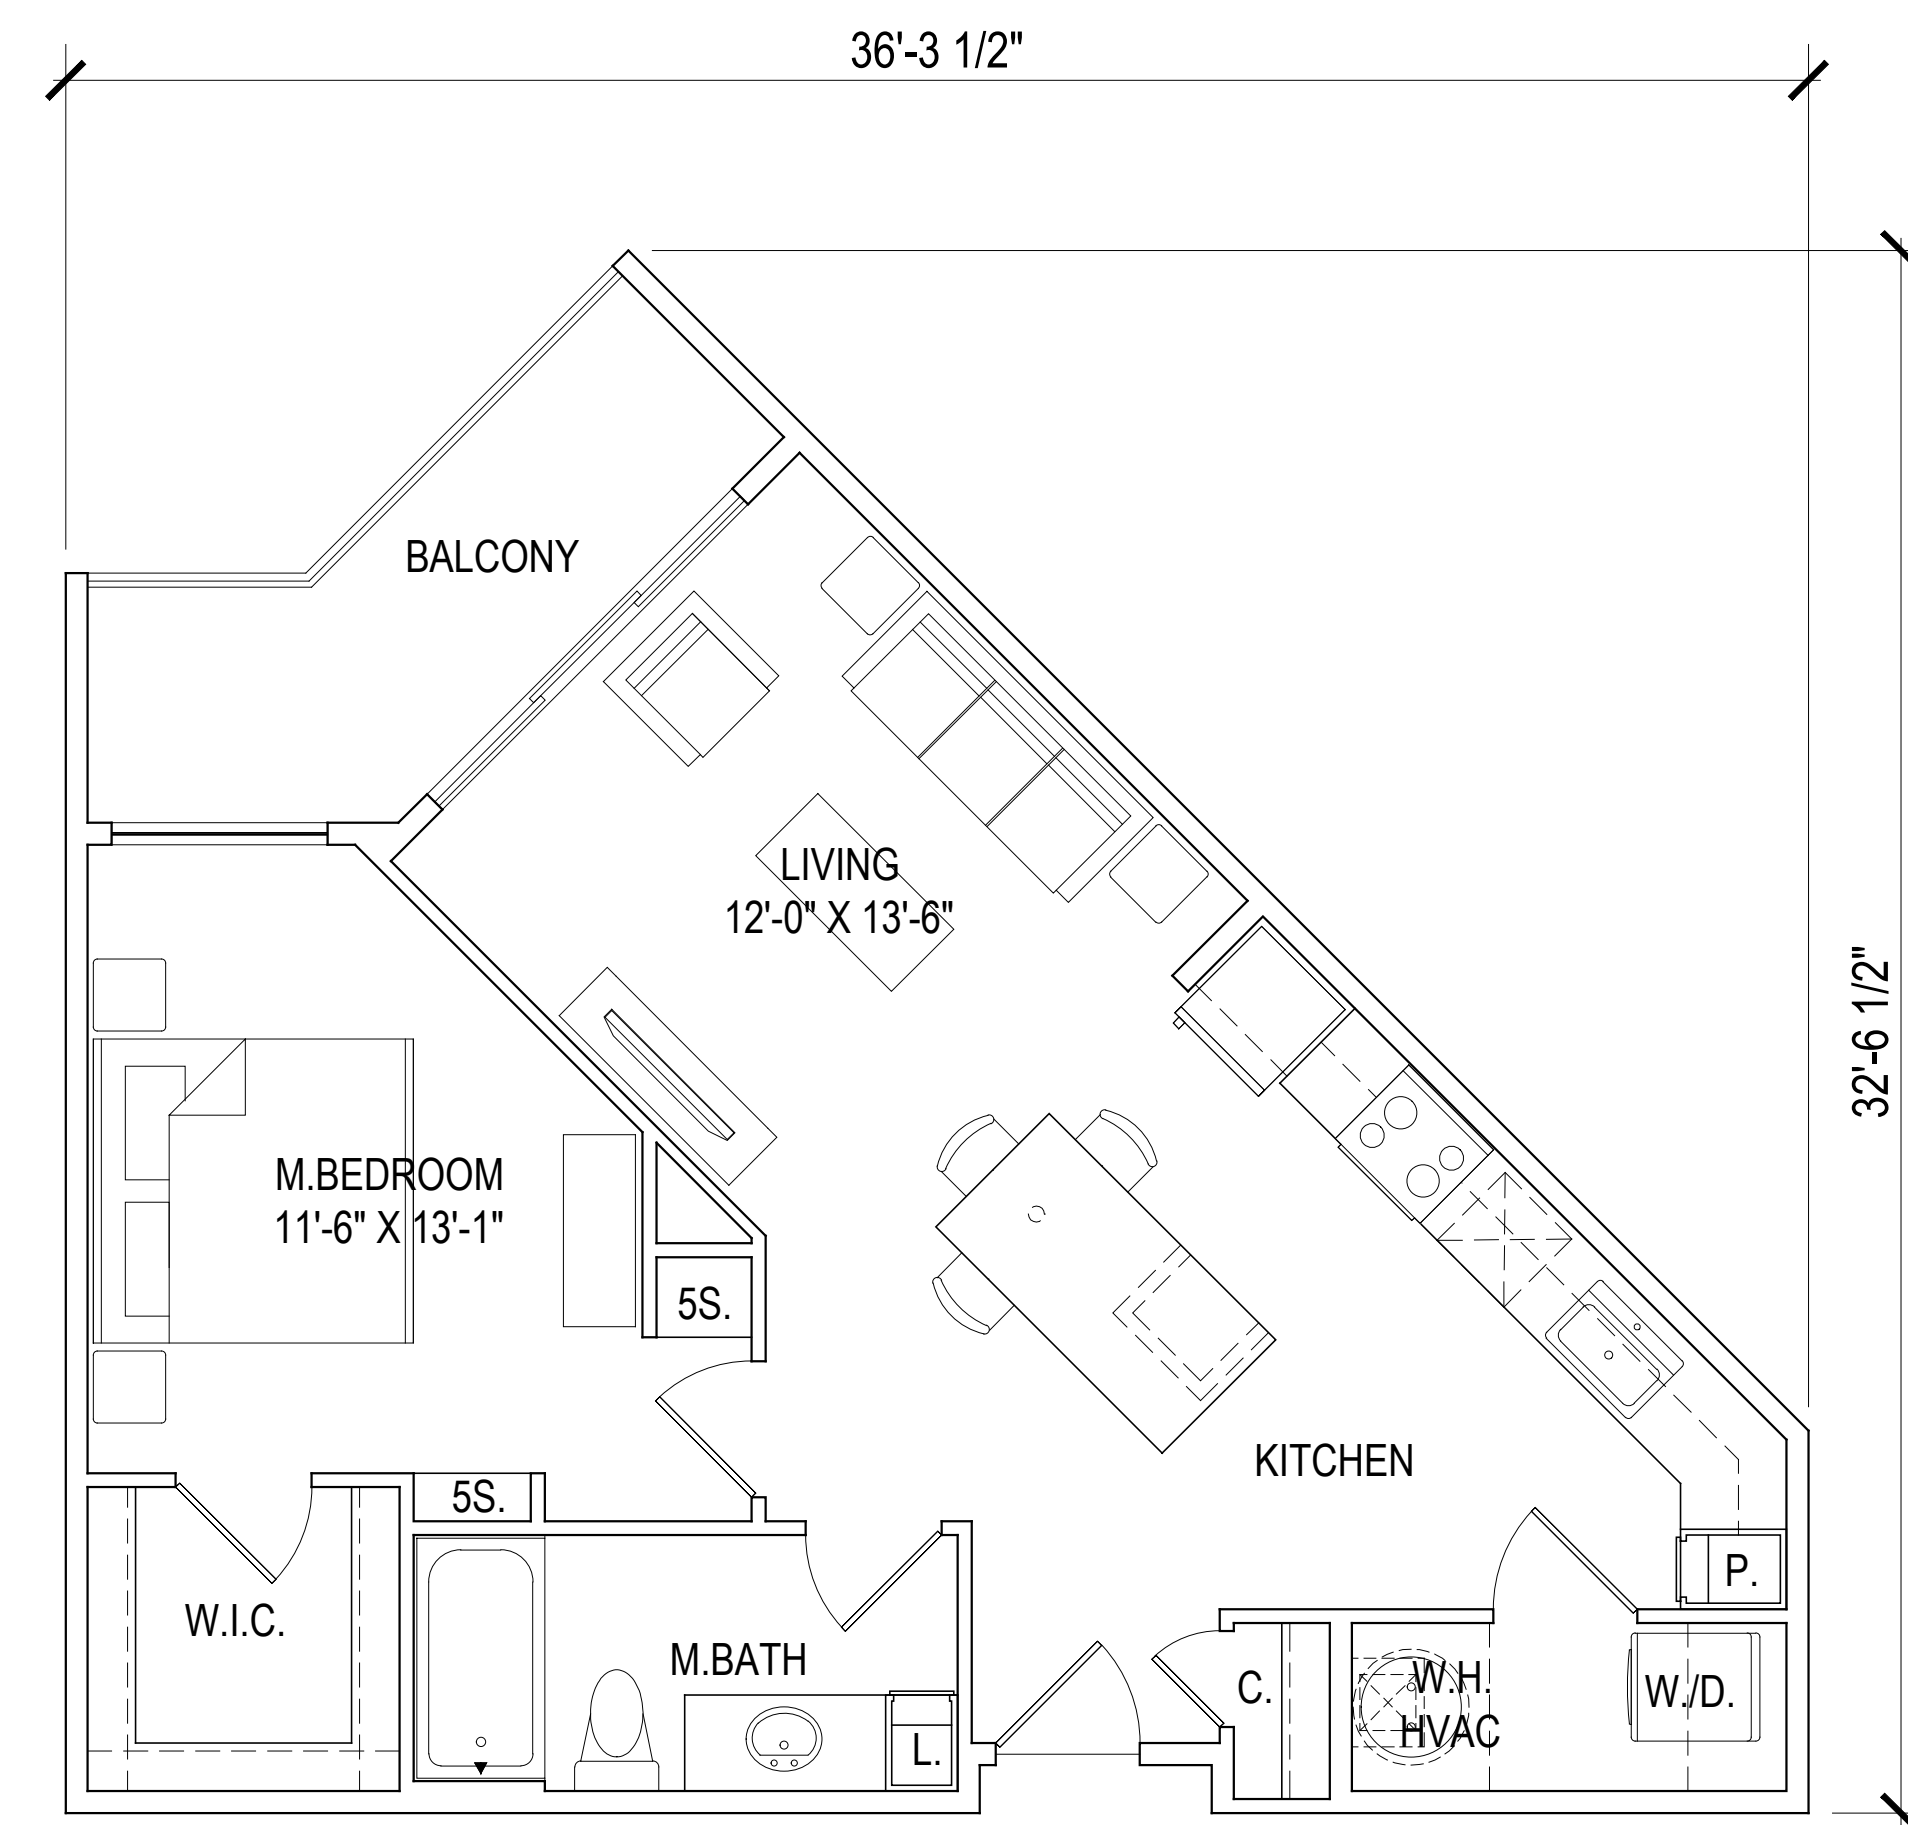 36'-3 1/2"
BALCONY
LIVING
12'-0" X 13'-6"
32'-6 1/2"
M.BEDROOM
11'-6" X 13'-1"
5S.
KITCHEN
5S.
P.
W.I.C.
M.BATH
C.
W.H.
HVAC
W./D.
L.